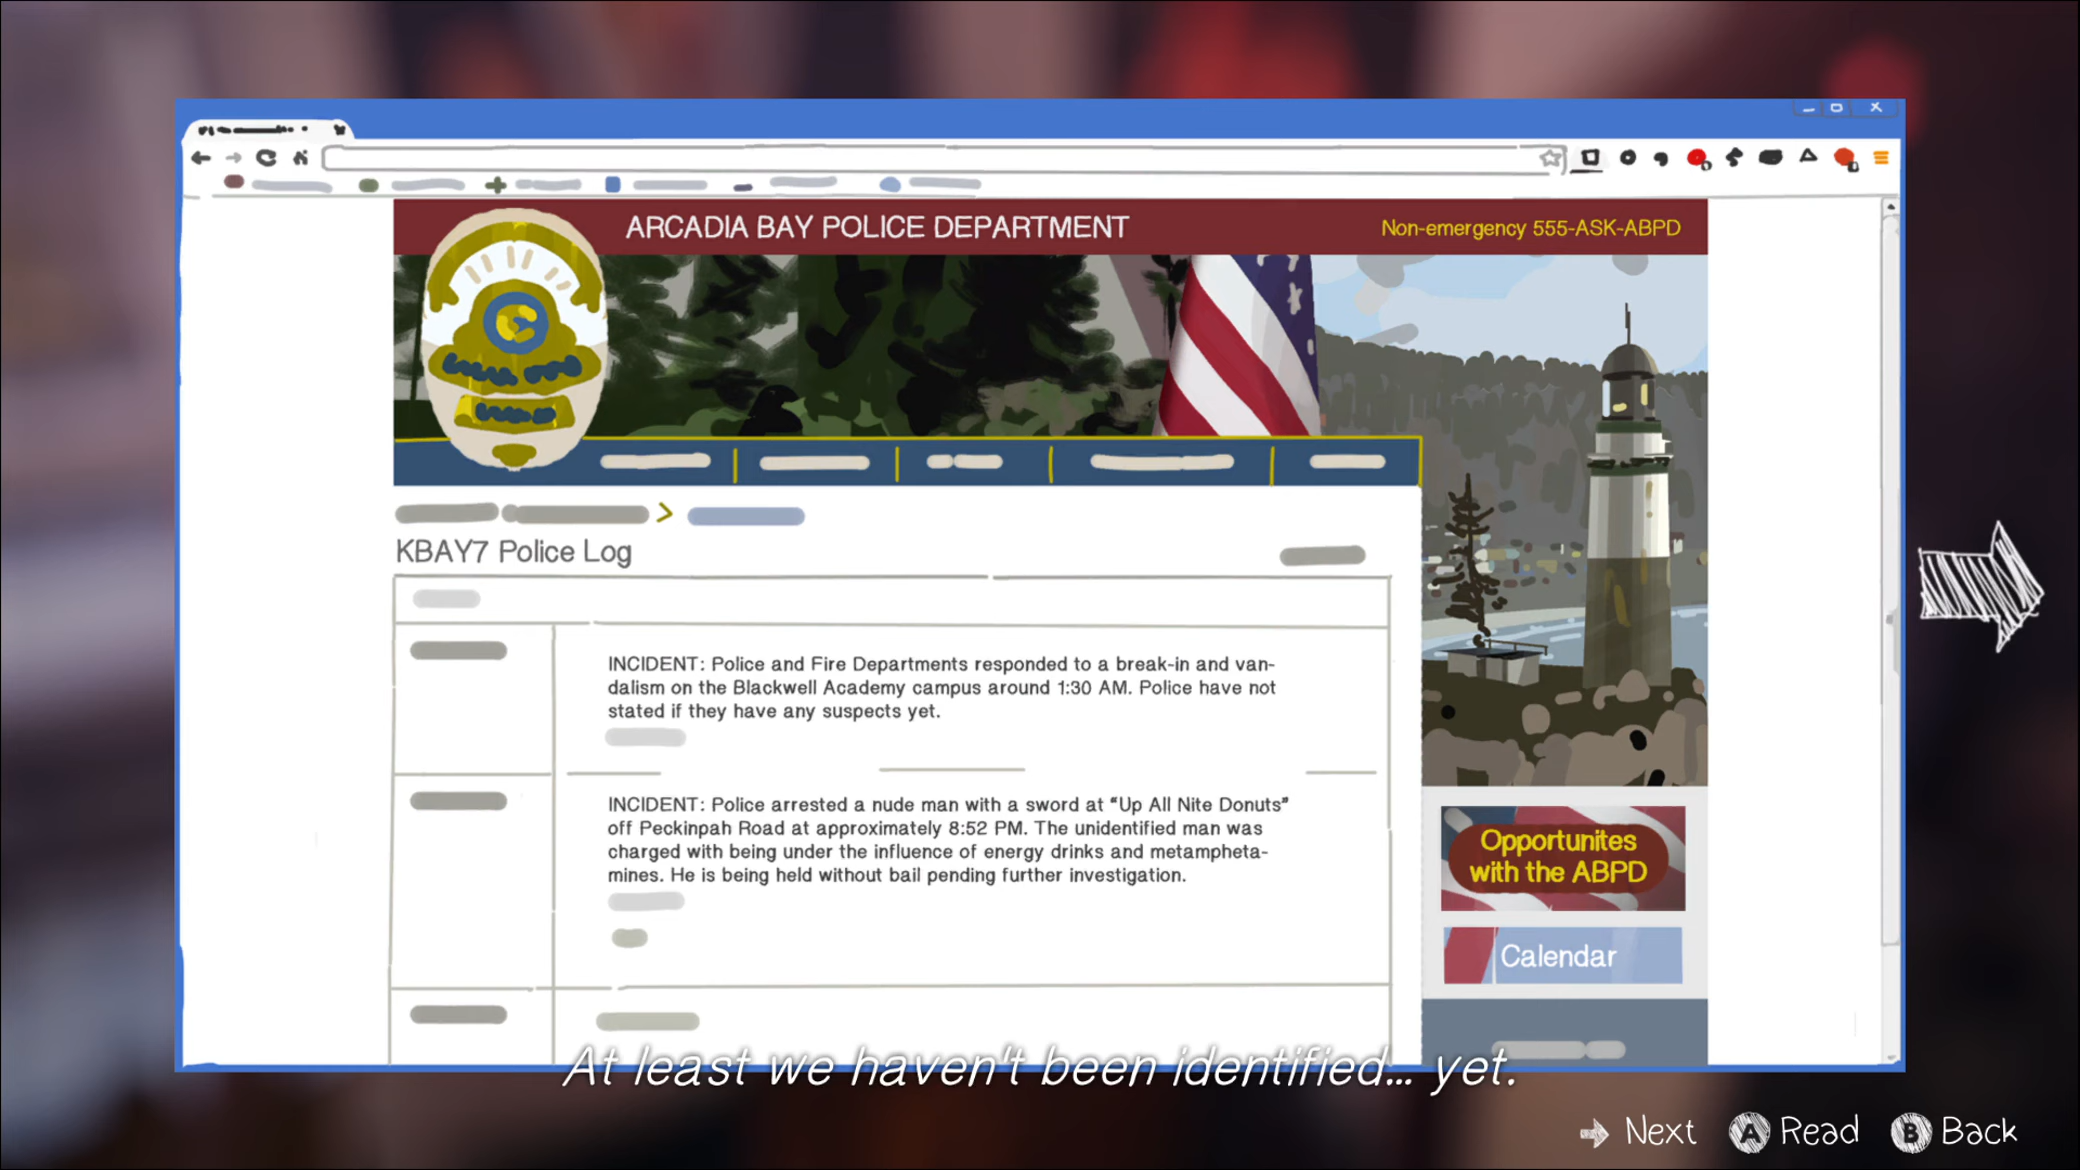 ARCADIA BAY POLICE DEPARTMENT
Non-emergency 555-ASK-ABPD
KBAY7 Police Log
INCIDENT: Police and Fire Departments responded to a break-in and van-
dalism on the Blackwell Academy campus around 1:30 AM. Police have not
stated if they have any suspects yet.
INCIDENT: Police arrested a nude man with a sword at “Up All Nite Donuts”
off Peckinpah Road at approximately 8:52 PM. The unidentified man was
charged with being under the influence of energy drinks and metampheta-
mines. He is being held without bail pending further investigation.
Opportunites
with the ABPD
Calendar
At least we haven't been identified... yet.
Next
A Read
B Back